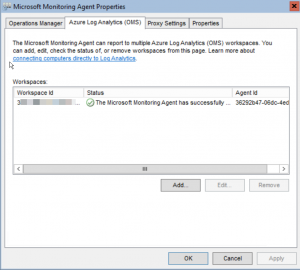 Microsoft Monitoring Agent Properties
Operations Manager Azure Log Analytics (OMS) Proxy Settings Properties
The Microsoft Monitoring Agent can report to multiple Azure Log Analytics (OMS) workspaces. You
can add, edit, check the status of, or remove workspaces from this page. Learn more about
connecting computers directly to Log Analytics.
Workspaces:
Workspace Id Status Agent Id
3 The Microsoft Monitoring Agent has successfully ... 36292b47-06dc-4ed
Add... Edit... Remove
OK Cancel Apply